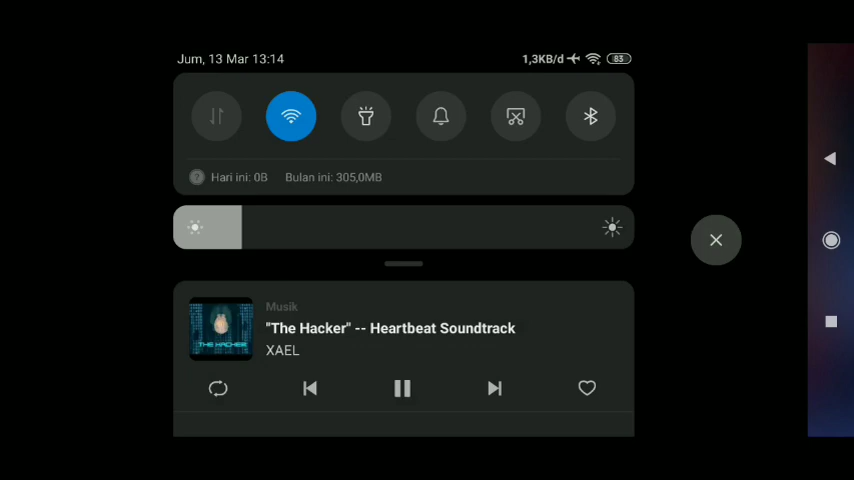 Jum, 13 Mar 13:14
1,3KB/d
83
Hari ini: 0B
Bulan ini: 305,0MB
Musik
"The Hacker" -- Heartbeat Soundtrack
THE HACKER
XAEL